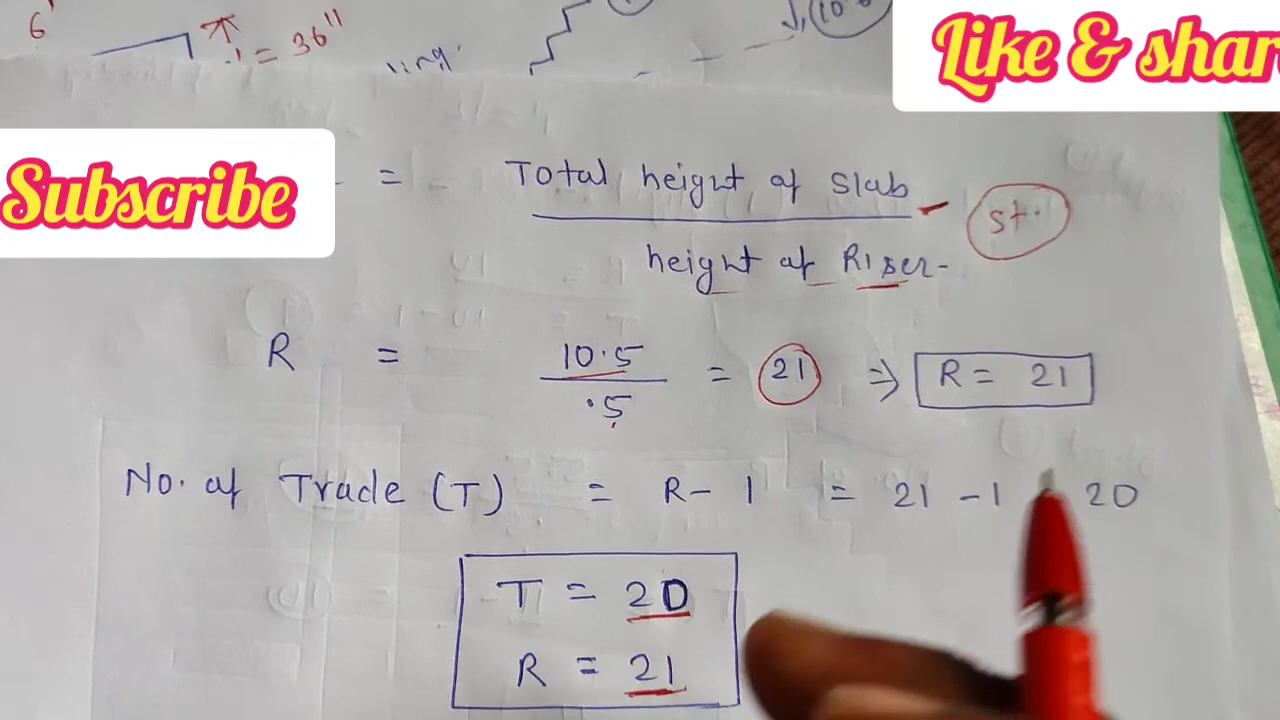 6'
= 36"
Like & shar
Subscribe
= Total height of Slab
st.
height of Riser
R = 10.5 = 21 ⇒ R = 21
.5
No. of Trade (T) = R - 1 = 21 - 1 20
T = 20
R = 21